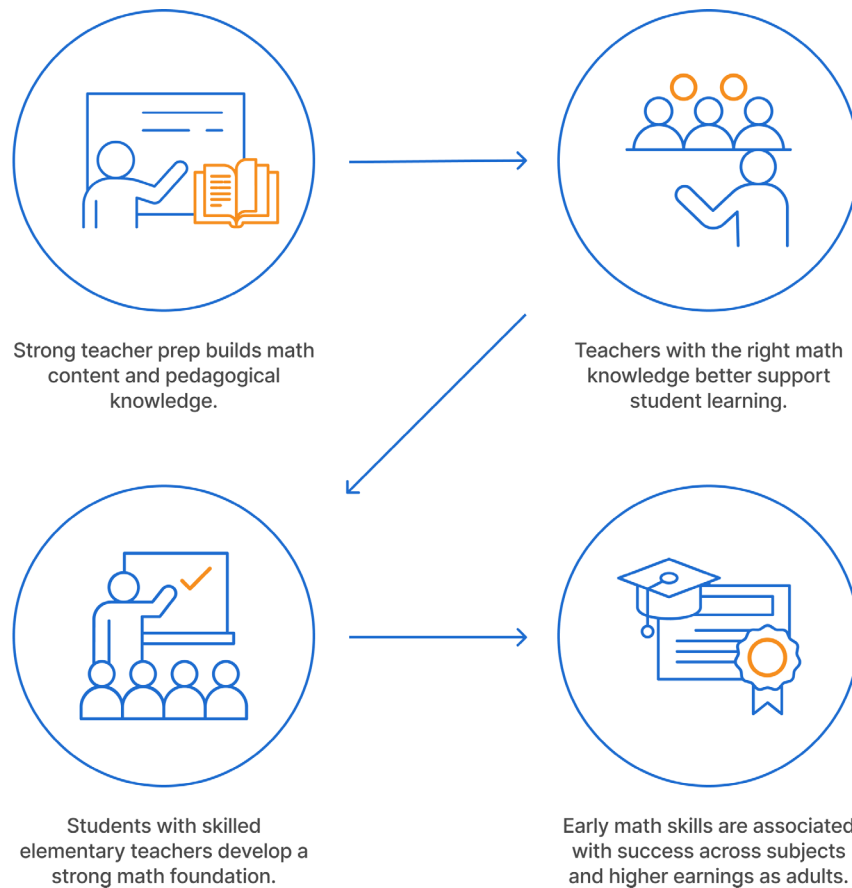 Strong teacher prep builds math
content and pedagogical
knowledge.
Teachers with the right math
knowledge better support
student learning.
Students with skilled
elementary teachers develop a
strong math foundation.
Early math skills are associated
with success across subjects
and higher earnings as adults.